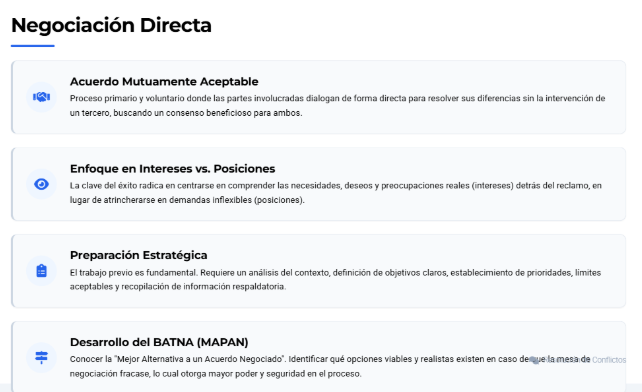 Negociación Directa
Acuerdo Mutuamente Aceptable
Proceso primario y voluntario donde las partes involucradas dialogan de forma directa para resolver sus diferencias sin la intervención de
un tercero, buscando un consenso beneficioso para ambos.
Enfoque en Intereses vs. Posiciones
La clave del éxito radica en centrarse en comprender las necesidades, deseos y preocupaciones reales (intereses) detrás del reclamo, en
lugar de atrincherarse en demandas inflexibles (posiciones).
Preparación Estratégica
El trabajo previo es fundamental. Requiere un análisis del contexto, definición de objetivos claros, establecimiento de prioridades, límites
aceptables y recopilación de información respaldatoria.
Desarrollo del BATNA (MAPAN)
Conocer la "Mejor Alternativa a un Acuerdo Negociado". Identificar qué opciones viables y realistas existen en caso de que la mesa de
Conflictos
negociación fracase, lo cual otorga mayor poder y seguridad en el proceso.